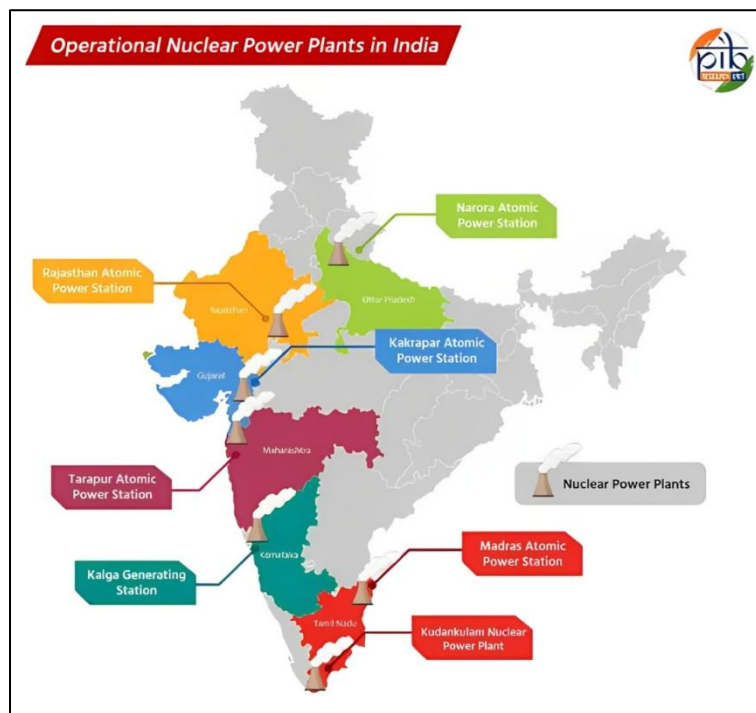 Operational Nuclear Power Plants in India
pib
Narora Atomic
Power Station
Rajasthan Atomic
Power Station
Rajasthan
Uttar Pradesh
Kakrapar Atomic
Power Station
Gujarat
Maharashtra
Tarapur Atomic
Power Station
Nuclear Power Plants
Karnataka
Madras Atomic
Power Station
Kalga Generating
Station
Tamil Nadu
Kudankulam Nuclear
Power Plant